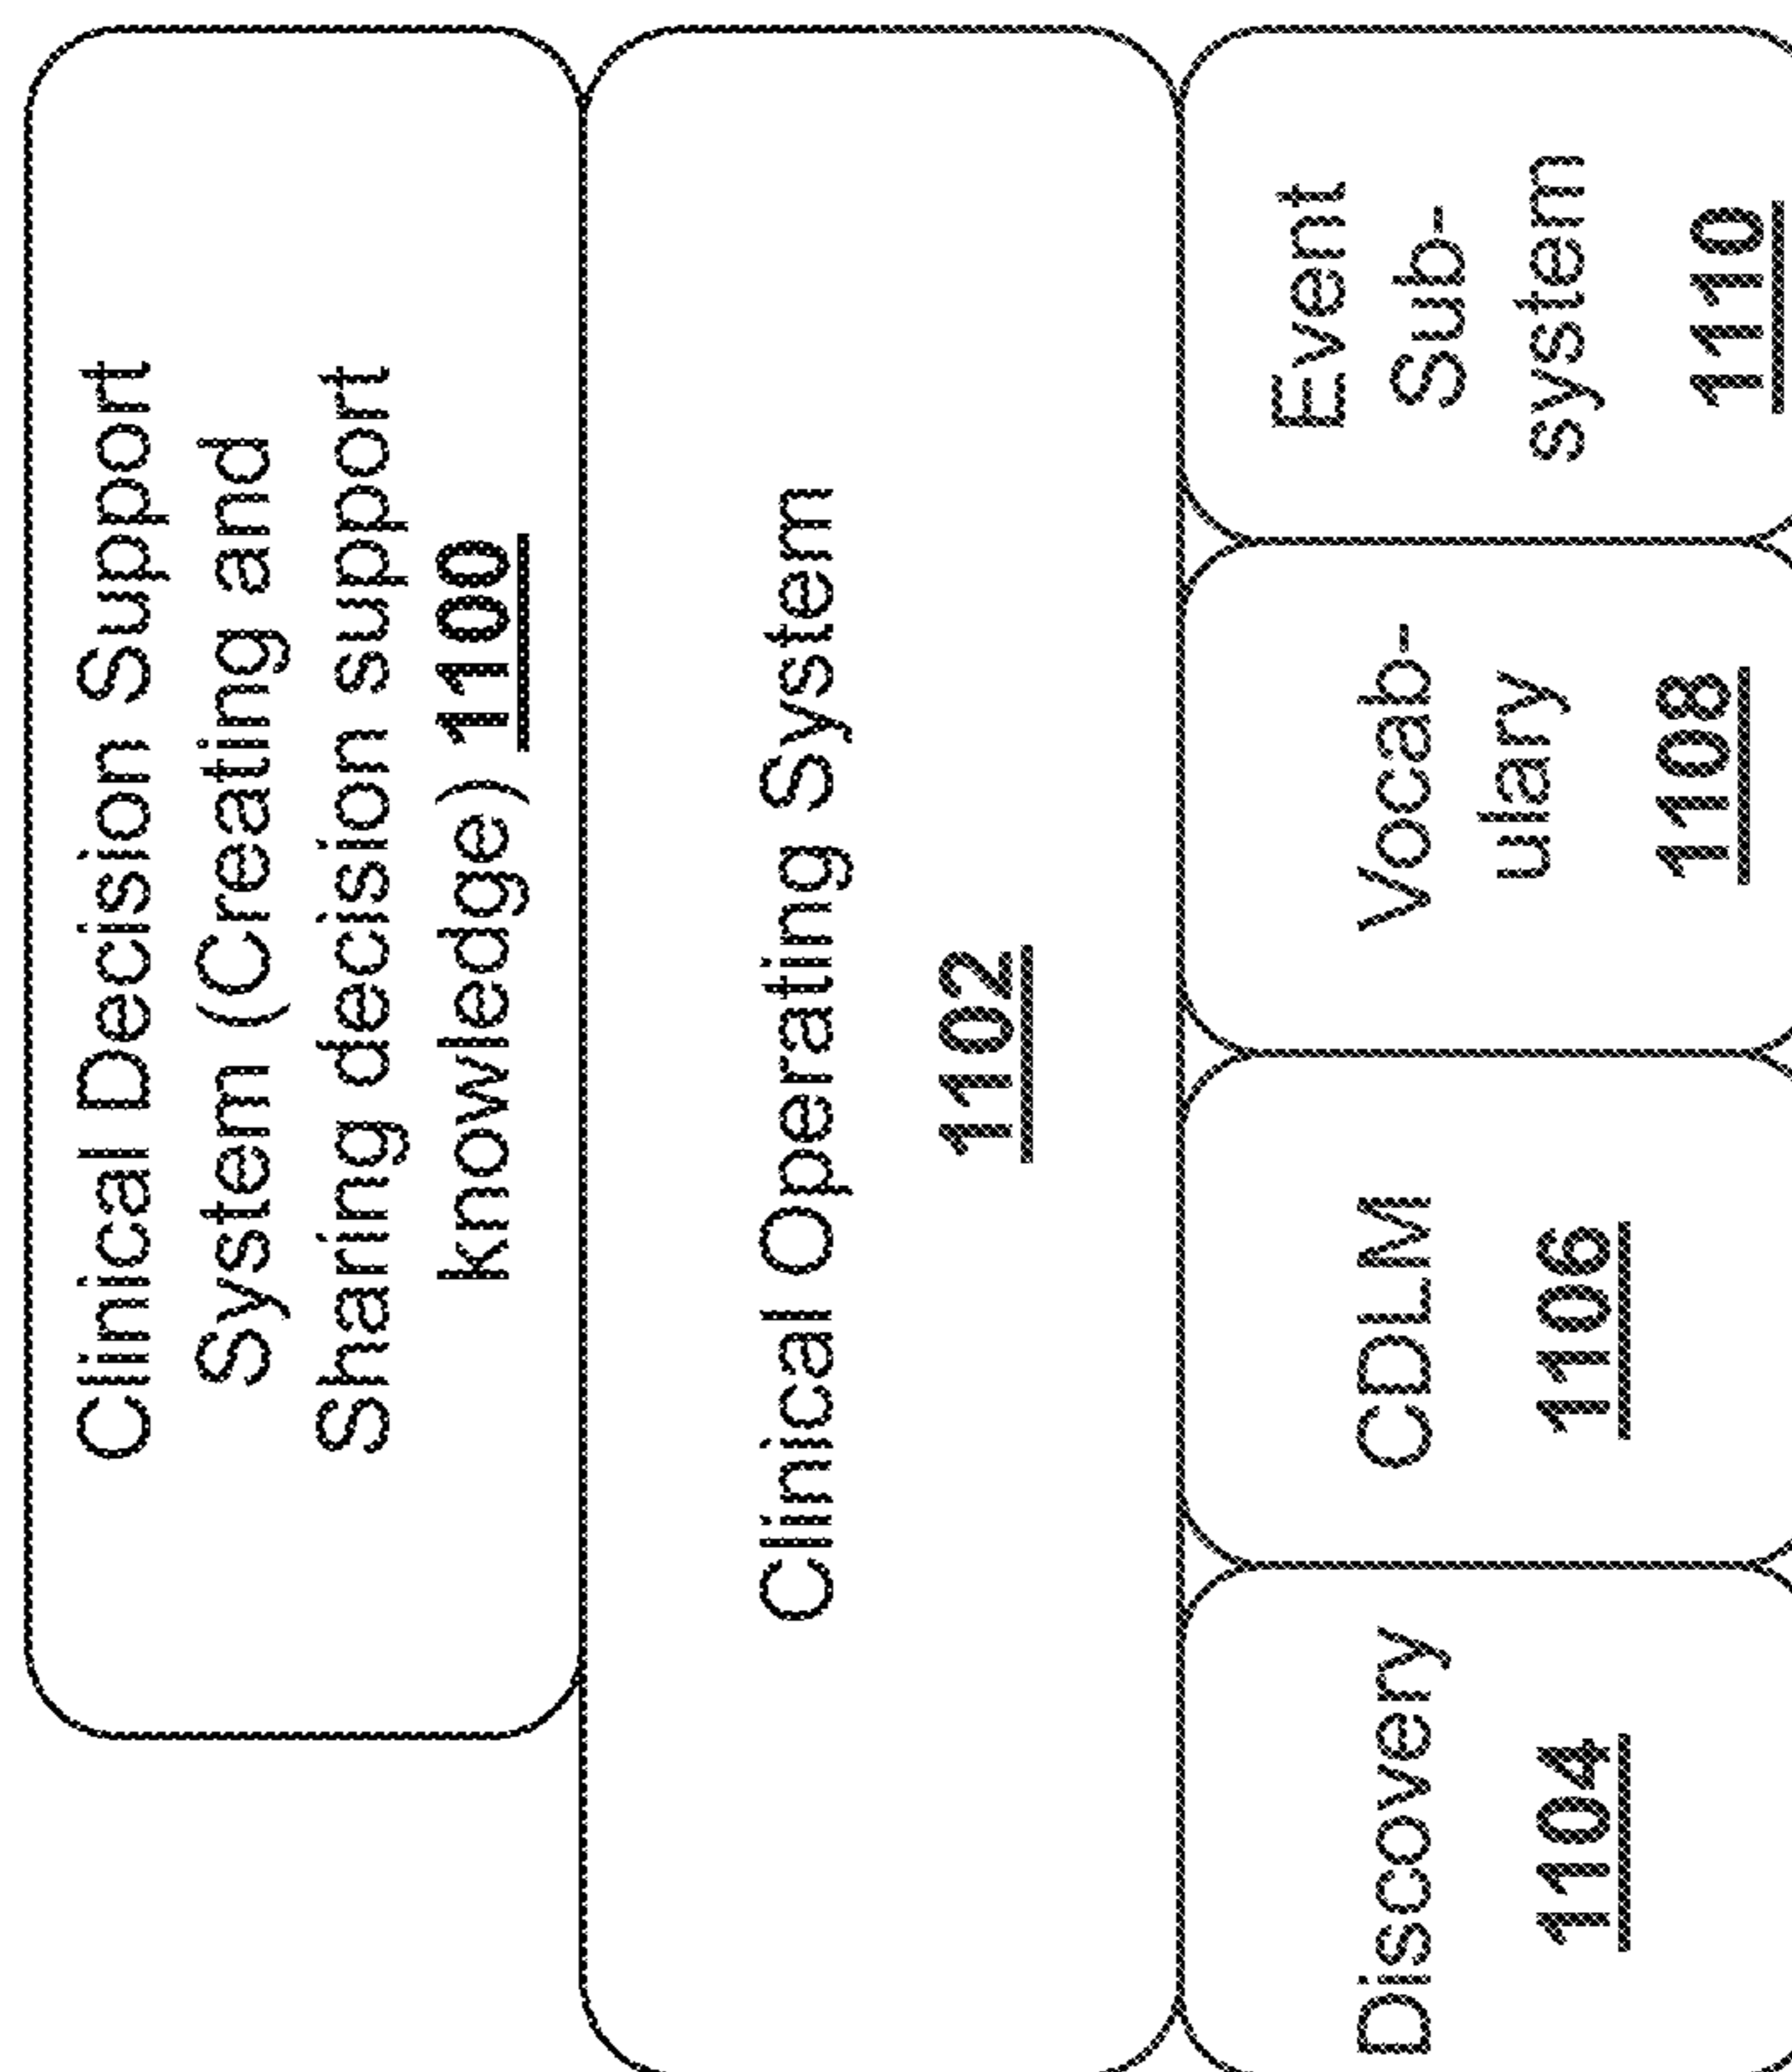 Clinical Decision Support
System (Creating and
Sharing decision support
knowledge) 1100
Clinical Operating System
1102
Discovery
1104
CDLM
1106
Vocab-
ulary
1108
Event
Sub-
system
1110